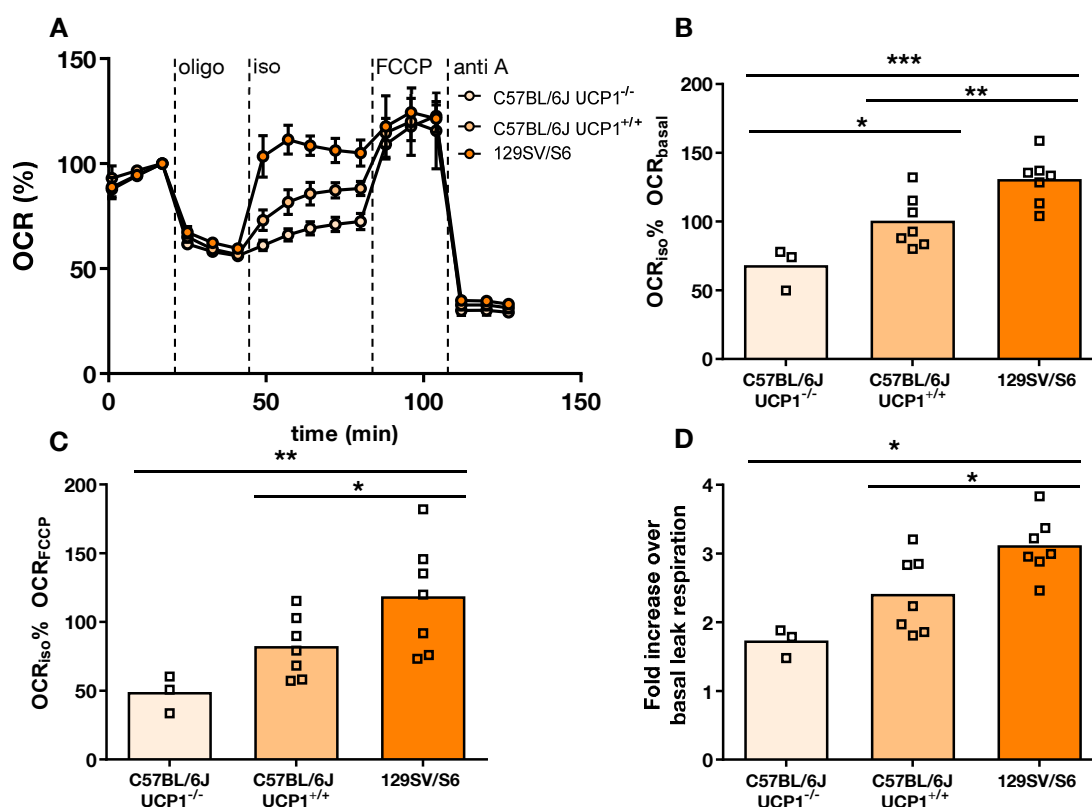 A
oligo
iso
FCCP
anti A
150
100
50
0
OCR (%)
0
50
100
150
time (min)
C57BL/6J UCP1-/-
C57BL/6J UCP1+/+
129SV/S6
B
***
**
*
200
150
100
50
0
OCRiso% OCRbasal
C57BL/6J
UCP1-/-
C57BL/6J
UCP1+/+
129SV/S6
C
**
*
200
150
100
50
0
OCRiso% OCRFCCP
C57BL/6J
UCP1-/-
C57BL/6J
UCP1+/+
129SV/S6
D
*
*
4
3
2
1
0
Fold increase over
basal leak respiration
C57BL/6J
UCP1-/-
C57BL/6J
UCP1+/+
129SV/S6